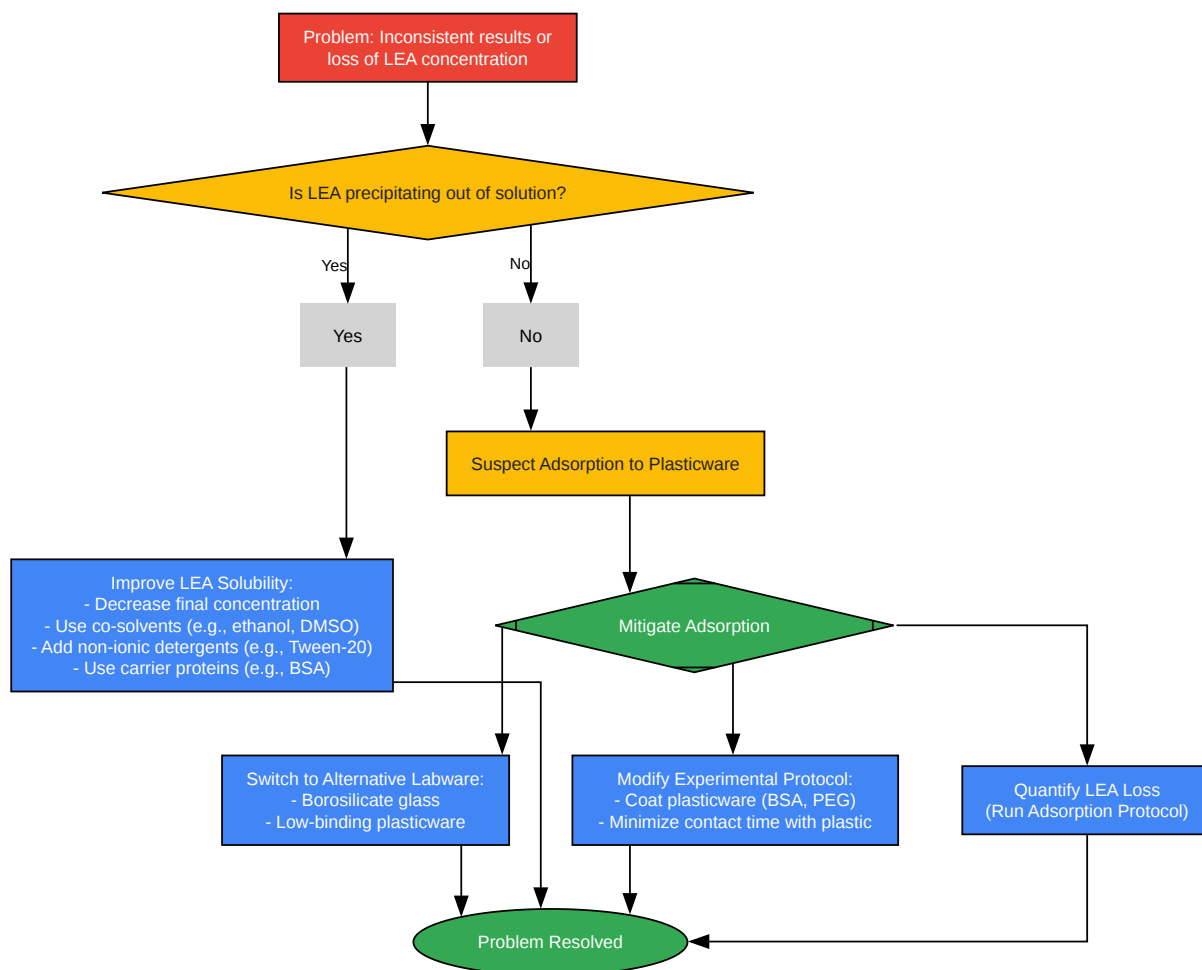 Problem: Inconsistent results or
loss of LEA concentration
Is LEA precipitating out of solution?
Yes
No
Yes
No
Suspect Adsorption to Plasticware
Improve LEA Solubility:
- Decrease final concentration
- Use co-solvents (e.g., ethanol, DMSO)
- Add non-ionic detergents (e.g., Tween-20)
- Use carrier proteins (e.g., BSA)
Mitigate Adsorption
Switch to Alternative Labware:
- Borosilicate glass
- Low-binding plasticware
Modify Experimental Protocol:
- Coat plasticware (BSA, PEG)
- Minimize contact time with plastic
Quantify LEA Loss
(Run Adsorption Protocol)
Problem Resolved